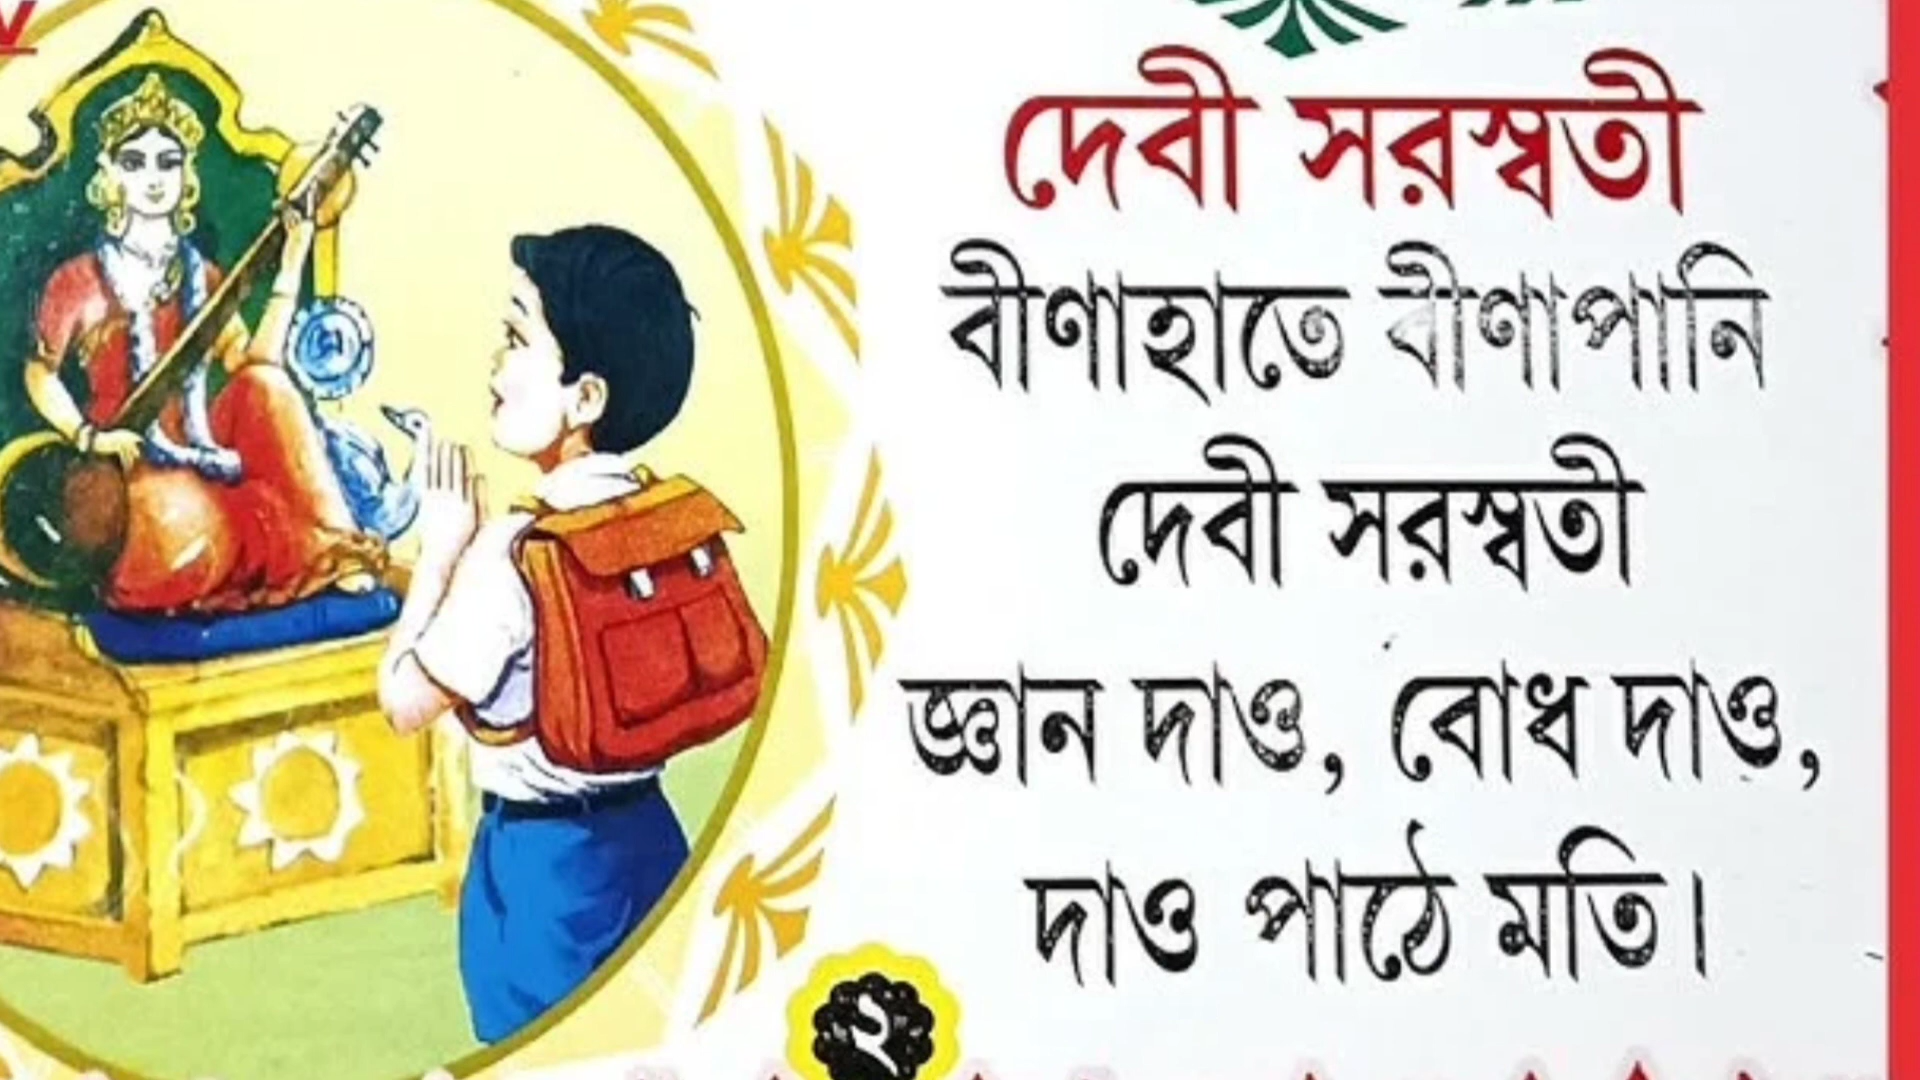 দেবী সরস্বতী
বীণাহাতে বীণাপানি
দেবী সরস্বতী
জ্ঞান দাও, বোধ দাও,
দাও পাঠে মতি।
২